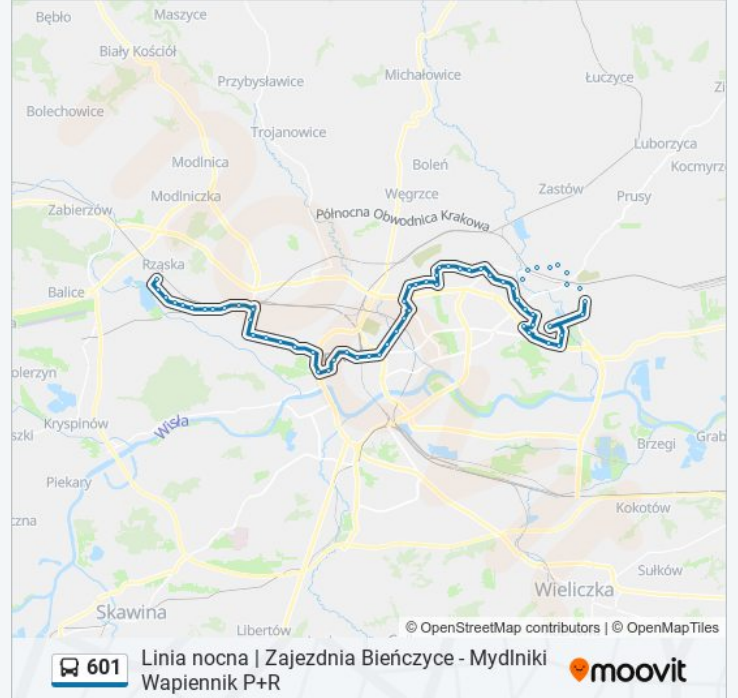 Bębło
Maszyce
Biały Kościół
Przybysławice
Michałowice
Łuczyce
Bolechowice
Trojanowice
Luborzyca
Kocmyrz
Modlnica
Boleń
Modlniczka
Węgrzce
Zastów
Prusy
Zabierzów
Północna Obwodnica Krakowa
Rząska
Balice
olerzyn
Kryspinów
Wisła
szki
Brzegi
Grab
Piekary
Kokotów
czna
Sułków
Wieliczka
Skawina
Libertów
© OpenStreetMap contributors | © OpenMapTiles
601
Linia nocna | Zajezdnia Bieńczyce - Mydlniki
Wapiennik P+R
moovit